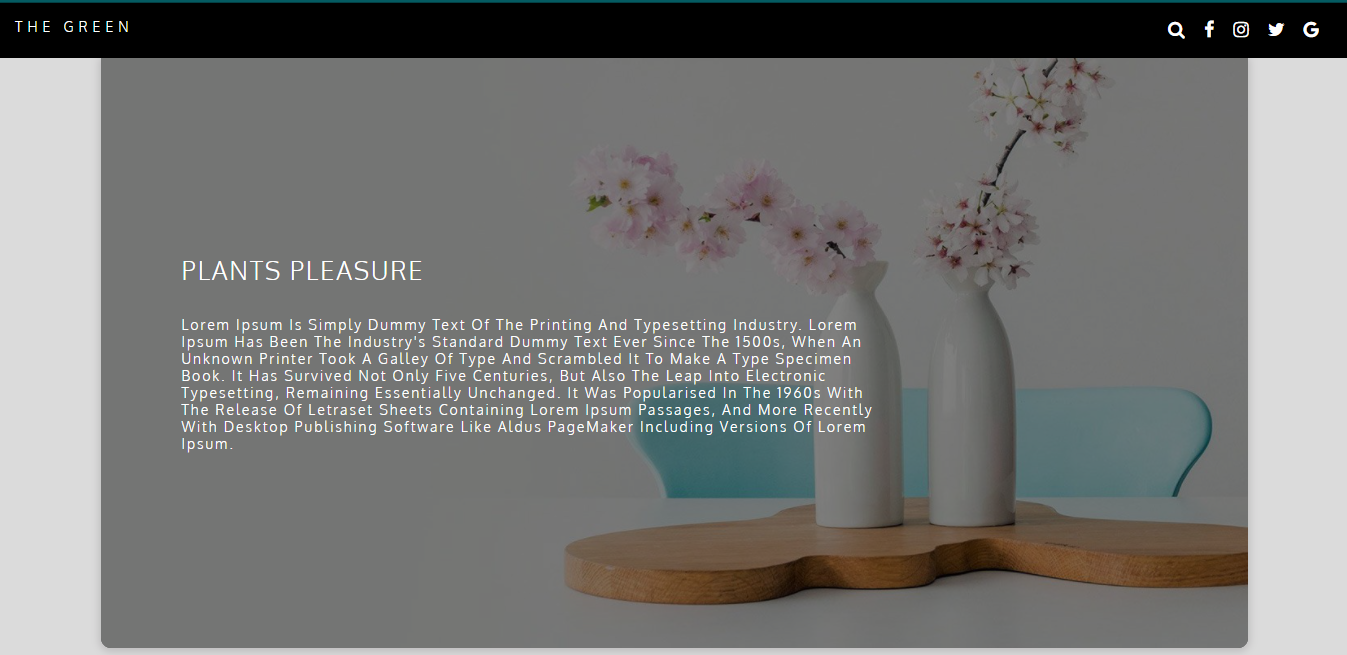 THE GREEN
PLANTS PLEASURE
Lorem Ipsum Is Simply Dummy Text Of The Printing And Typesetting Industry. Lorem
Ipsum Has Been The Industry's Standard Dummy Text Ever Since The 1500s, When An
Unknown Printer Took A Galley Of Type And Scrambled It To Make A Type Specimen
Book. It Has Survived Not Only Five Centuries, But Also The Leap Into Electronic
Typesetting, Remaining Essentially Unchanged. It Was Popularised In The 1960s With
The Release Of Letraset Sheets Containing Lorem Ipsum Passages, And More Recently
With Desktop Publishing Software Like Aldus PageMaker Including Versions Of Lorem
Ipsum.